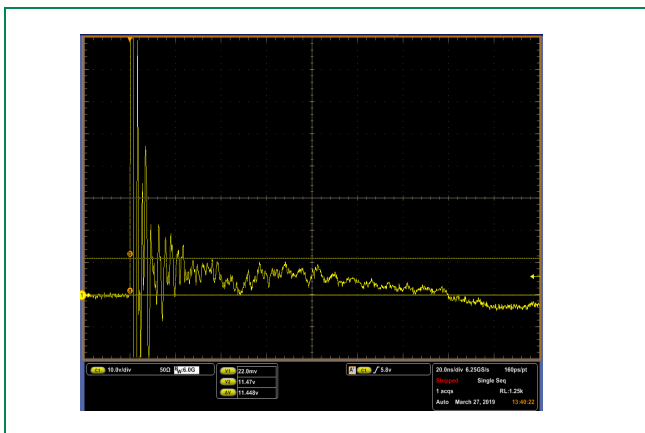 1
C1 10.0v/div 50Ω BW:6.0G
V1 22.0mv
V2 11.47v
ΔV 11.448v
C1 5.8v
20.0ns/div 6.25GS/s 160ps/pt
Stopped Single Seq
1 acqs RL:1.25k
Auto March 27, 2019 13:40:22